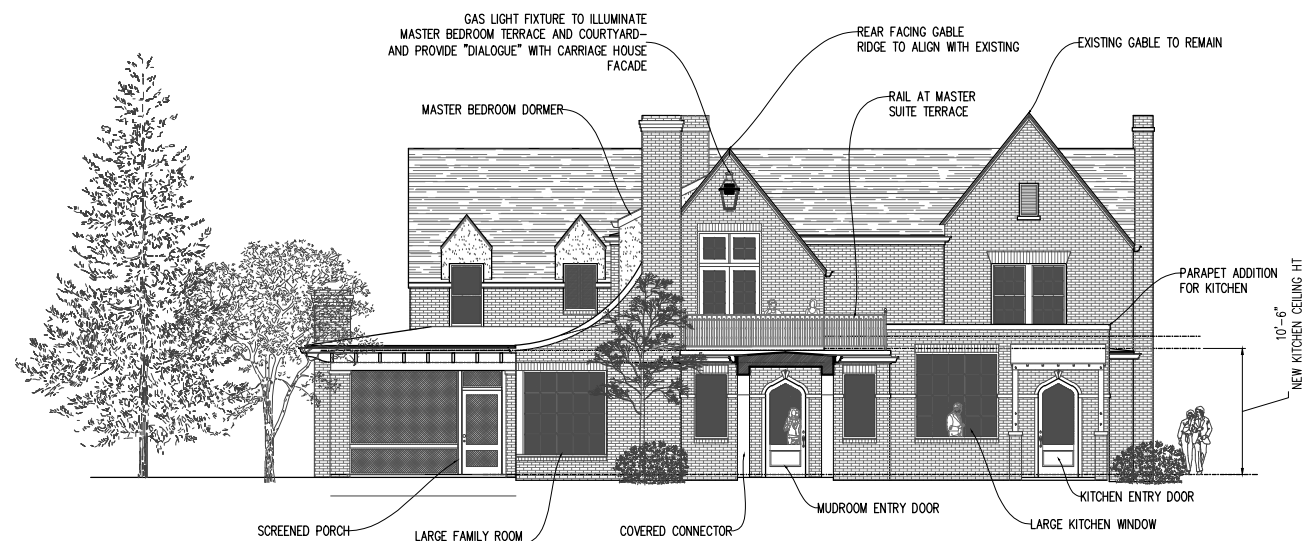 GAS LIGHT FIXTURE TO ILLUMINATE
MASTER BEDROOM TERRACE AND COURTYARD-
AND PROVIDE "DIALOGUE" WITH CARRIAGE HOUSE
FACADE
REAR FACING GABLE
RIDGE TO ALIGN WITH EXISTING
EXISTING GABLE TO REMAIN
MASTER BEDROOM DORMER
RAIL AT MASTER
SUITE TERRACE
PARAPET ADDITION
FOR KITCHEN
10'-6"
NEW KITCHEN CEILING HT
SCREENED PORCH
LARGE FAMILY ROOM
COVERED CONNECTOR
MUDROOM ENTRY DOOR
LARGE KITCHEN WINDOW
KITCHEN ENTRY DOOR